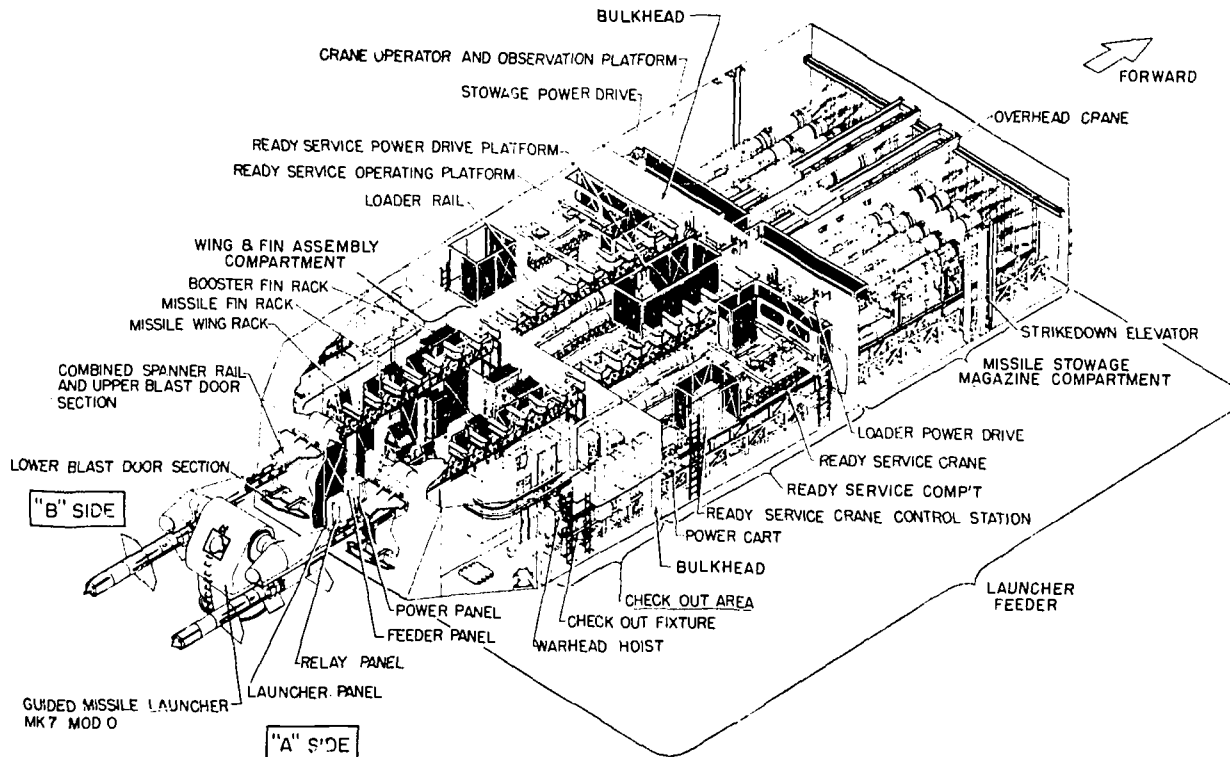 BULKHEAD
CRANE OPERATOR AND OBSERVATION PLATFORM
FORWARD
STOWAGE POWER DRIVE
OVERHEAD CRANE
READY SERVICE POWER DRIVE PLATFORM
READY SERVICE OPERATING PLATFORM
LOADER RAIL
WING & FIN ASSEMBLY
COMPARTMENT
BOOSTER FIN RACK
MISSILE FIN RACK
MISSILE WING RACK
STRIKEDOWN ELEVATOR
MISSILE STOWAGE
MAGAZINE COMPARTMENT
COMBINED SPANNER RAIL
AND UPPER BLAST DOOR
SECTION
LOADER POWER DRIVE
READY SERVICE CRANE
LOWER BLAST DOOR SECTION
READY SERVICE COMP'T
"B" SIDE
READY SERVICE CRANE CONTROL STATION
POWER CART
BULKHEAD
LAUNCHER
FEEDER
CHECK OUT AREA
POWER PANEL
CHECK OUT FIXTURE
FEEDER PANEL
WARHEAD HOIST
RELAY PANEL
LAUNCHER PANEL
GUIDED MISSILE LAUNCHER
MK 7 MOD O
"A" SIDE